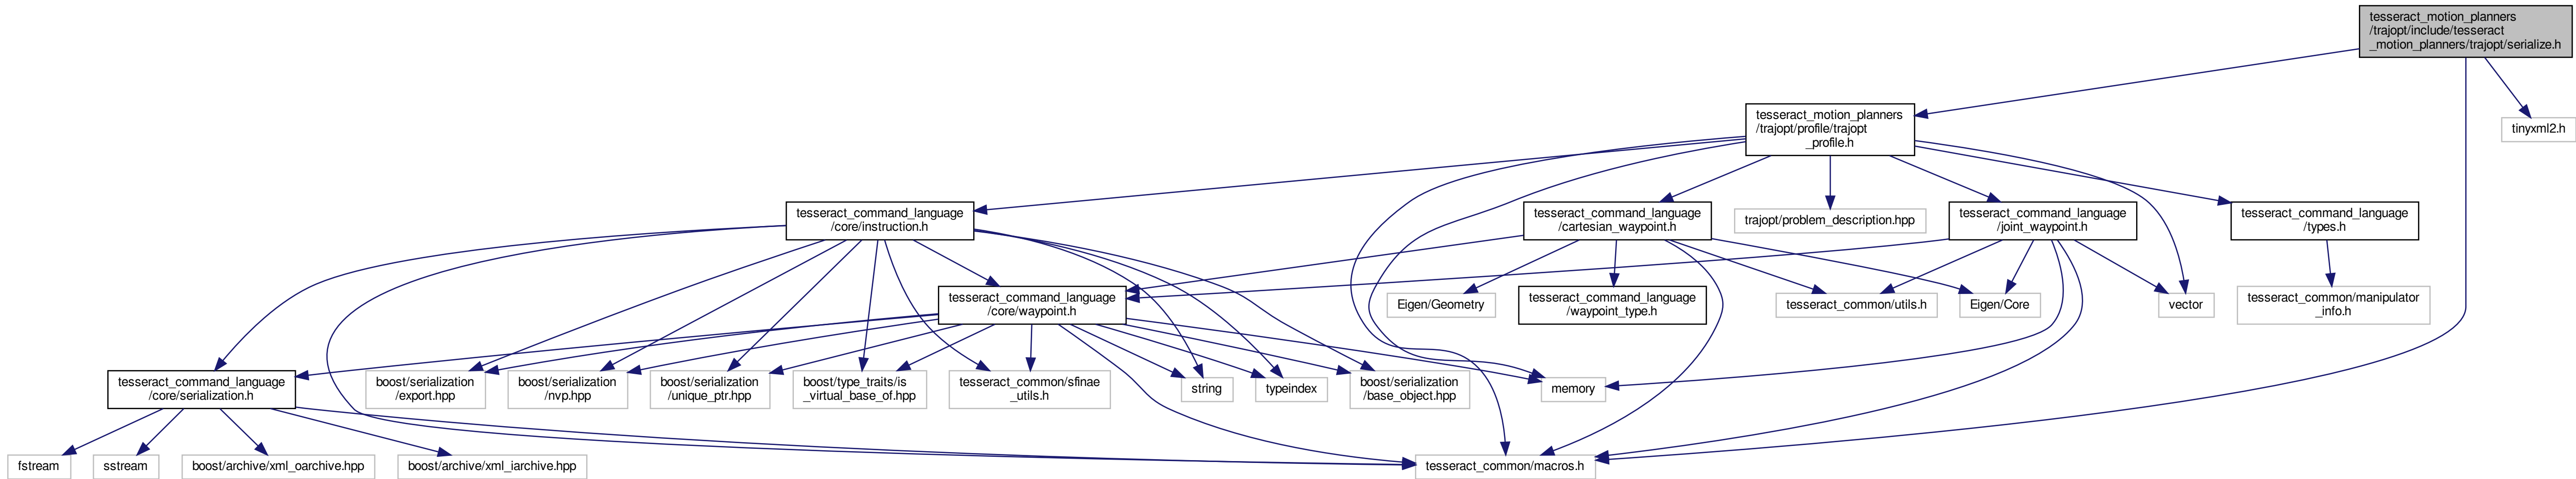 tesseract_motion_planners
/trajopt/include/tesseract
_motion_planners/trajopt/serialize.h
tesseract_motion_planners
/trajopt/profile/trajopt
_profile.h
tinyxml2.h
tesseract_command_language
/core/instruction.h
tesseract_command_language
/cartesian_waypoint.h
trajopt/problem_description.hpp
tesseract_command_language
/joint_waypoint.h
tesseract_command_language
/types.h
tesseract_command_language
/core/waypoint.h
Eigen/Geometry
tesseract_command_language
/waypoint_type.h
tesseract_common/utils.h
Eigen/Core
vector
tesseract_common/manipulator
_info.h
tesseract_command_language
/core/serialization.h
boost/serialization
/export.hpp
boost/serialization
/nvp.hpp
boost/serialization
/unique_ptr.hpp
boost/type_traits/is
_virtual_base_of.hpp
tesseract_common/sfinae
_utils.h
string
typeindex
boost/serialization
/base_object.hpp
memory
fstream
sstream
boost/archive/xml_oarchive.hpp
boost/archive/xml_iarchive.hpp
tesseract_common/macros.h